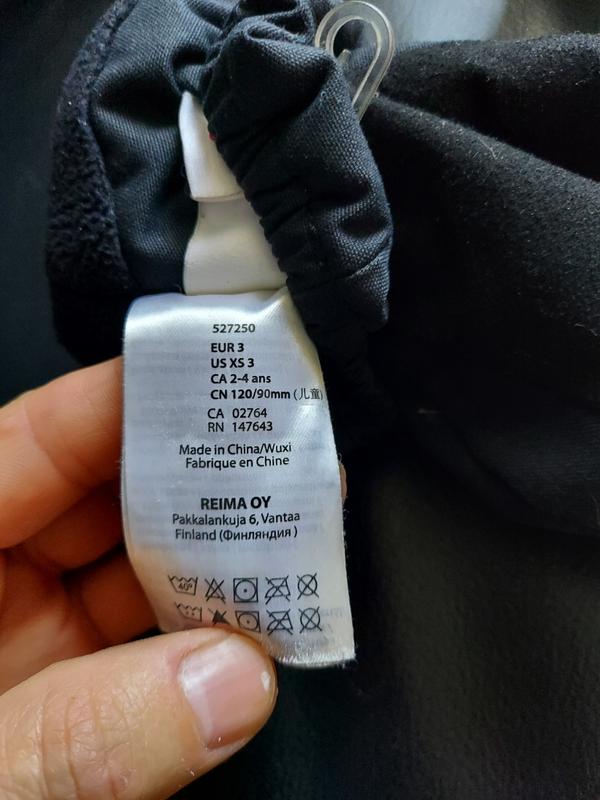 527250
EUR 3
US XS 3
CA 2-4 ans
CN 120/90mm (儿童)
CA 02764
RN 147643
Made in China/Wuxi
Fabrique en Chine
REIMA OY
Pakkalankuja 6, Vantaa
Finland (Финляндия )
40°